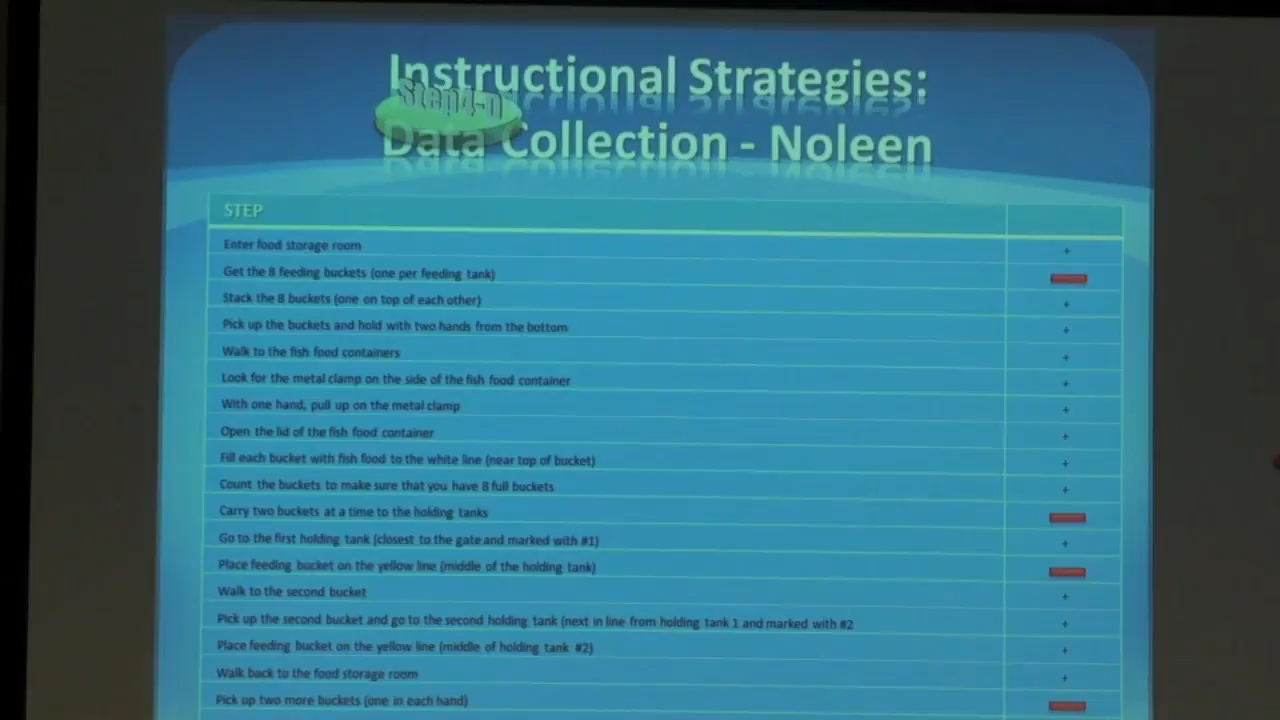 Instructional Strategies:
Data Collection - Noleen
STEP
Enter food storage room +
Get the 8 feeding buckets (one per feeding tank)
Stack the 8 buckets (one on top of each other) +
Pick up the buckets and hold with two hands from the bottom +
Walk to the fish food containers +
Look for the metal clamp on the side of the fish food container +
With one hand, pull up on the metal clamp +
Open the lid of the fish food container +
Fill each bucket with fish food to the white line (near top of bucket) +
Count the buckets to make sure that you have 8 full buckets +
Carry two buckets at a time to the holding tanks
Go to the first holding tank (closest to the gate and marked with #1) +
Place feeding bucket on the yellow line (middle of the holding tank)
Walk to the second bucket +
Pick up the second bucket and go to the second holding tank (next in line from holding tank 1 and marked with #2 +
Place feeding bucket on the yellow line (middle of holding tank #2) +
Walk back to the food storage room +
Pick up two more buckets (one in each hand)